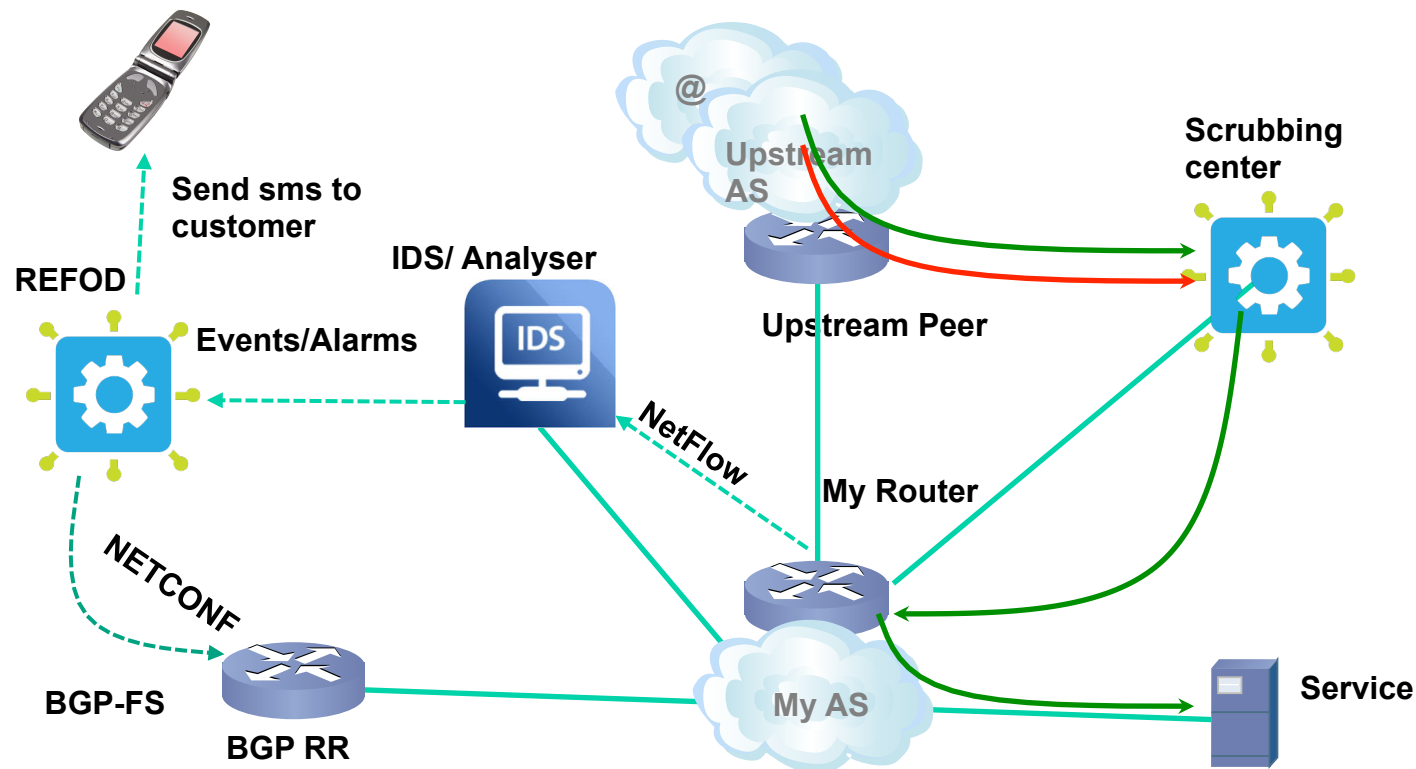 @
Upstream
AS
Scrubbing
center
Send sms to
customer
IDS/ Analyser
REFOD
IDS
Events/Alarms
Upstream Peer
NetFlow
My Router
NETCONF
BGP-FS
My AS
Service
BGP RR